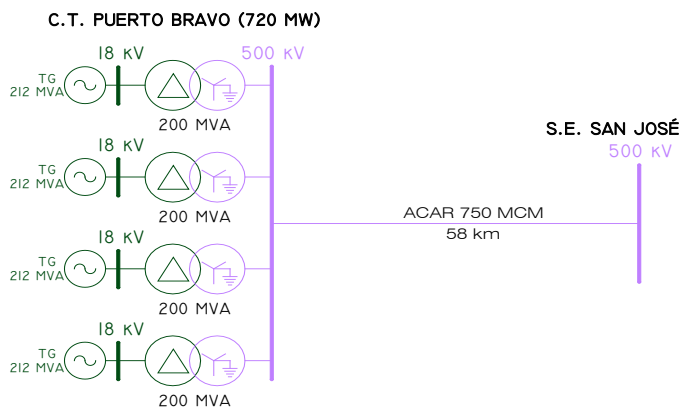 C.T. PUERTO BRAVO (720 MW)
18 KV
500 KV
TG
212 MVA
200 MVA
18 KV
TG
212 MVA
200 MVA
S.E. SAN JOSÉ
500 KV
ACAR 750 MCM
58 km
18 KV
TG
212 MVA
200 MVA
18 KV
TG
212 MVA
200 MVA